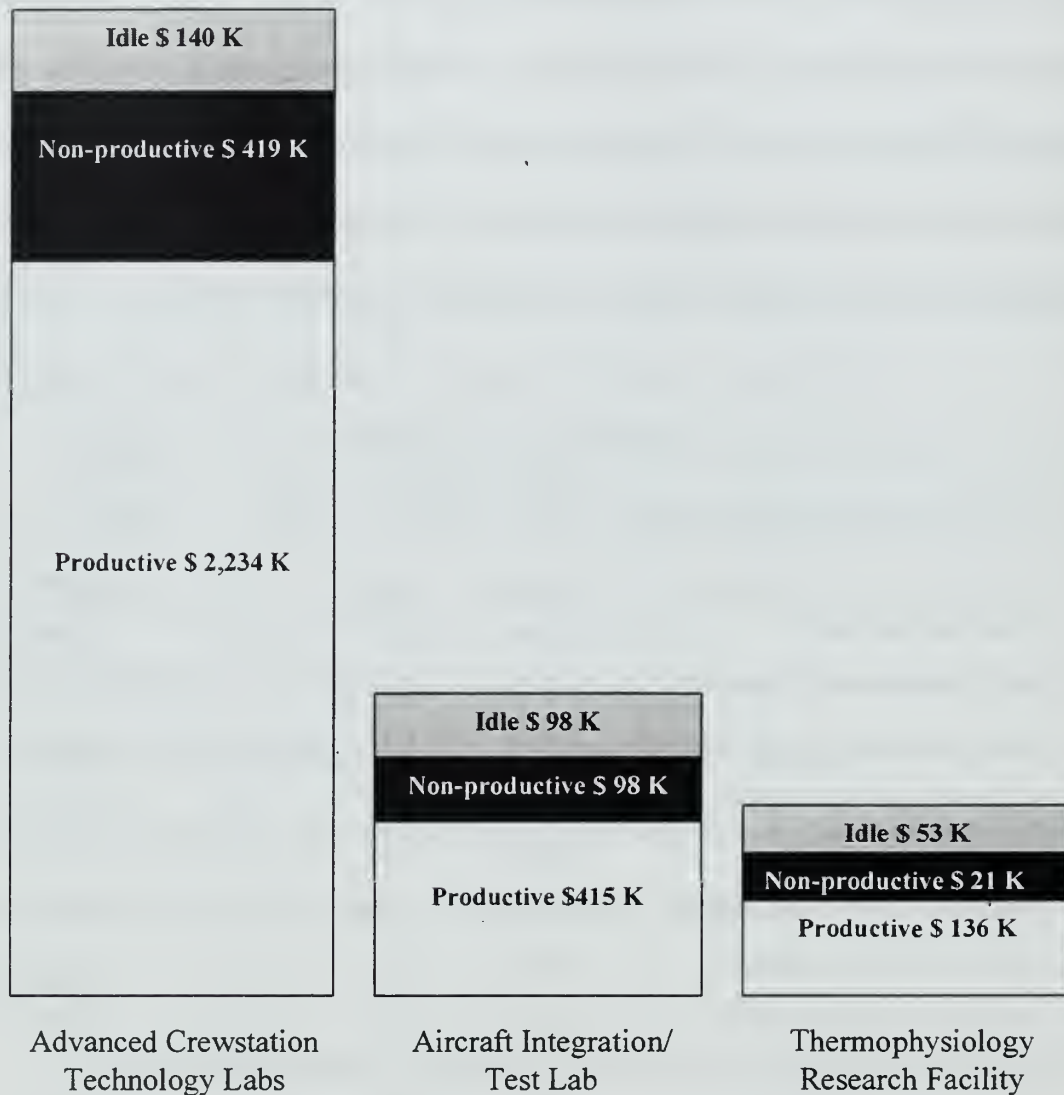 Idle $ 140 K
Non-productive $ 419 K
Productive $ 2,234 K
Idle $ 98 K
Non-productive $ 98 K
Productive $415 K
Idle $ 53 K
Non-productive $ 21 K
Productive $ 136 K
Advanced Crewstation
Technology Labs
Aircraft Integration/
Test Lab
Thermophysiology
Research Facility